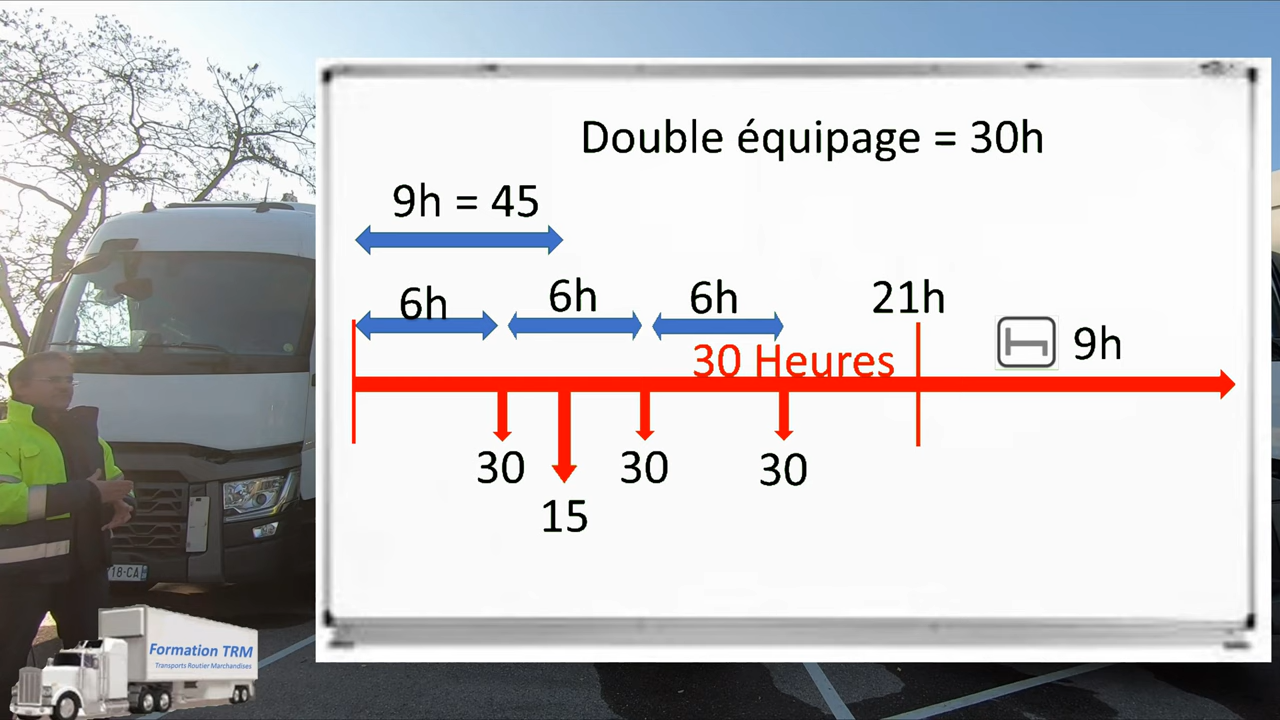 Double équipage = 30h
9h = 45
6h
6h
6h
21h
9h
30 Heures
30
30
30
15
18-CA
Formation TRM
Transports Routier Marchandises